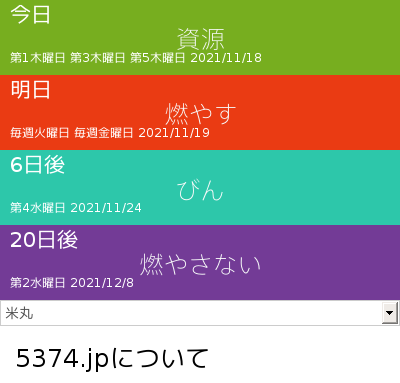 今日
資源
第1木曜日 第3木曜日 第5木曜日 2021/11/18
明日
燃やす
毎週火曜日 毎週金曜日 2021/11/19
6日後
びん
第4水曜日 2021/11/24
20日後
燃やさない
第2水曜日 2021/12/8
米丸
5374.jpについて